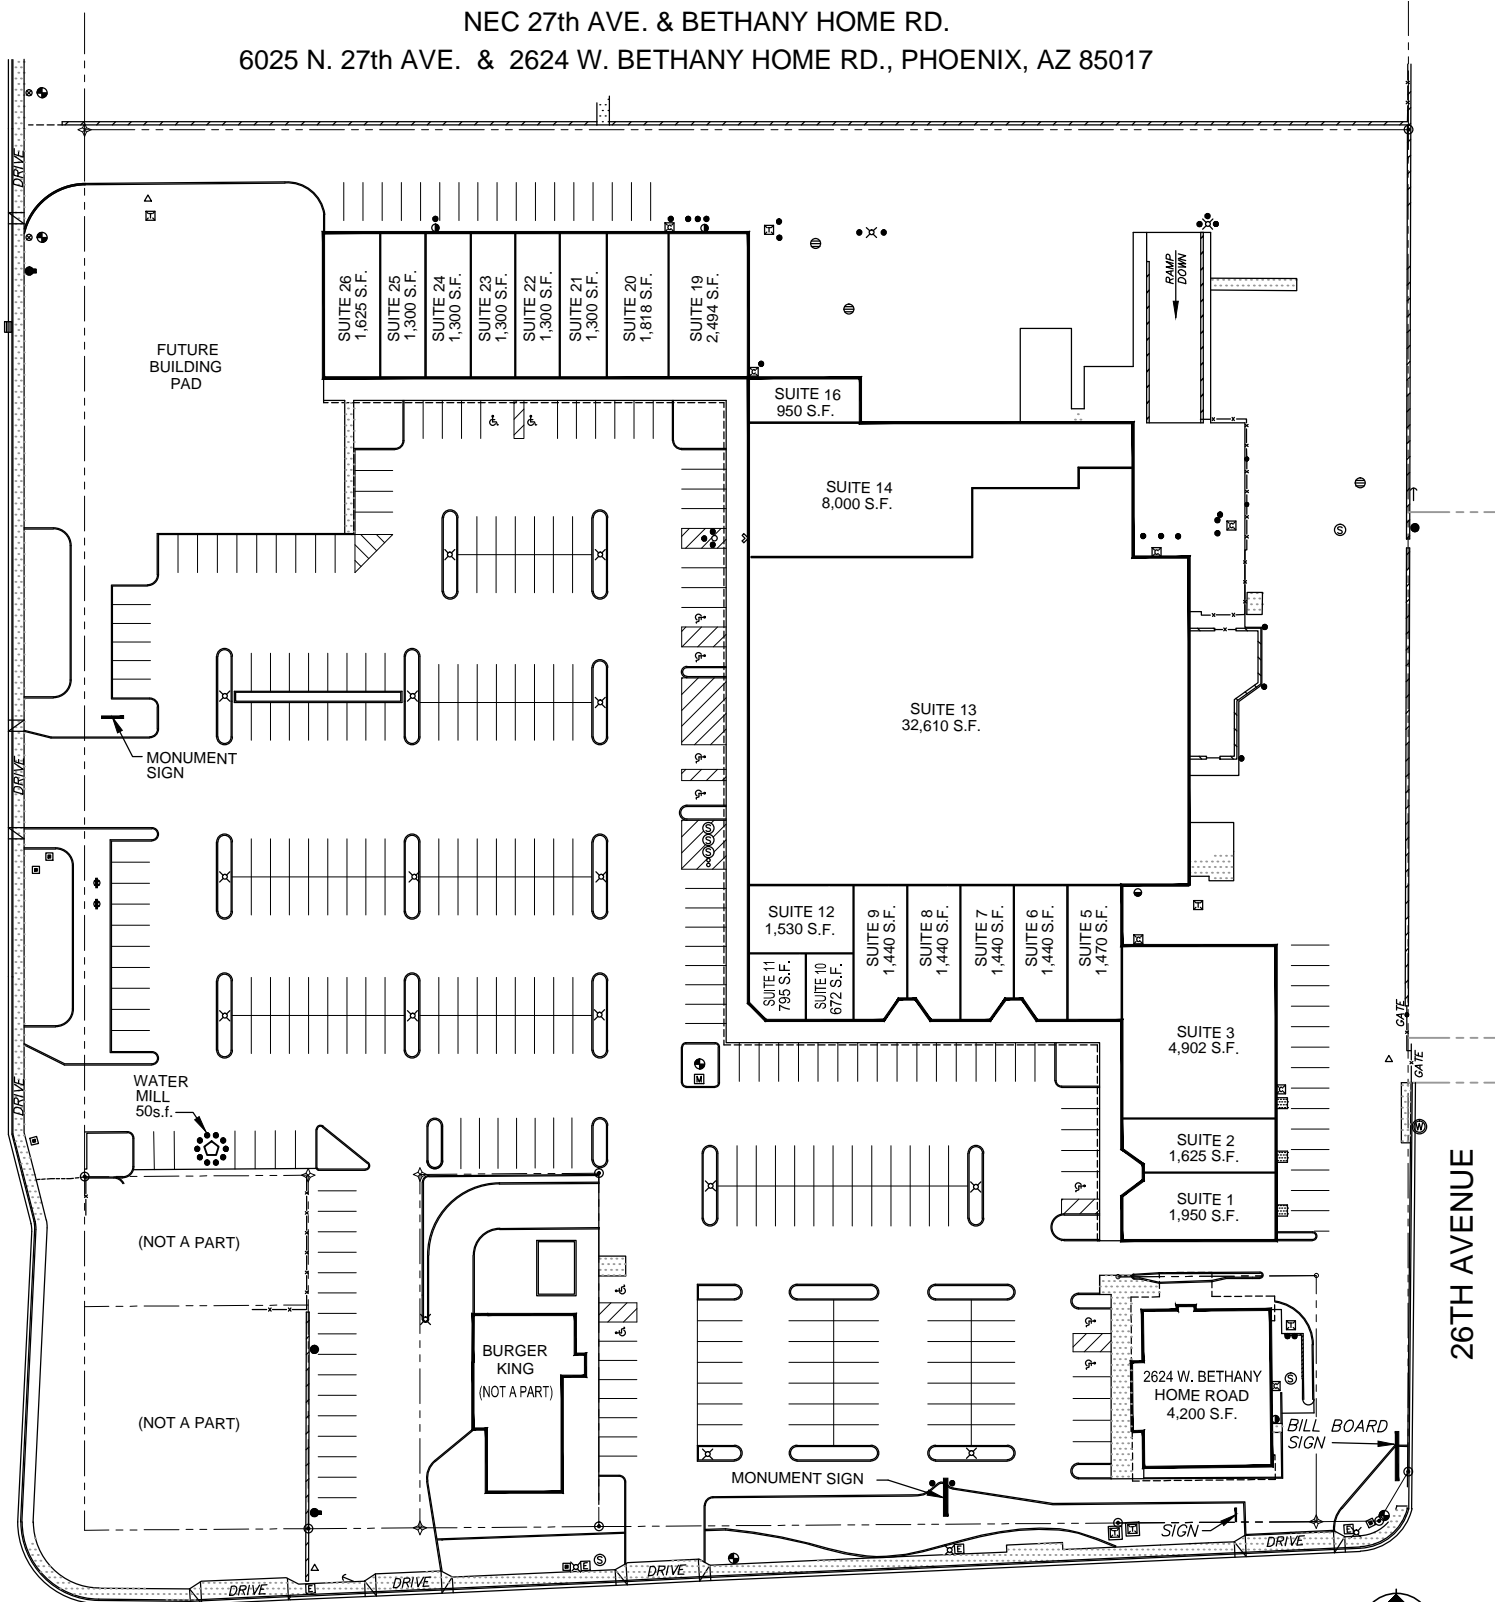 NEC 27th AVE. & BETHANY HOME RD.
6025 N. 27th AVE. & 2624 W. BETHANY HOME RD., PHOENIX, AZ 85017
DRIVE
FUTURE
BUILDING
PAD
SUITE 26
1,625 S.F.
SUITE 25
1,300 S.F.
SUITE 24
1,300 S.F.
SUITE 23
1,300 S.F.
SUITE 22
1,300 S.F.
SUITE 21
1,300 S.F.
SUITE 20
1,818 S.F.
SUITE 19
2,494 S.F.
T
T
RAMP
DOWN
SUITE 16
950 S.F.
SUITE 14
8,000 S.F.
S
SUITE 13
32,610 S.F.
MONUMENT
SIGN
DRIVE
S
S
S
S
SUITE 12
1,530 S.F.
SUITE 11
795 S.F.
SUITE 10
672 S.F.
SUITE 9
1,440 S.F.
SUITE 8
1,440 S.F.
SUITE 7
1,440 S.F.
SUITE 6
1,440 S.F.
SUITE 5
1,470 S.F.
T
SUITE 3
4,902 S.F.
GATE
GATE
M
WATER
MILL
50s.f.
DRIVE
W
SUITE 2
1,625 S.F.
SUITE 1
1,950 S.F.
26TH AVENUE
(NOT A PART)
(NOT A PART)
BURGER
KING
(NOT A PART)
T
2624 W. BETHANY
HOME ROAD
4,200 S.F.
S
BILL BOARD
SIGN
MONUMENT SIGN
SIGN
T
T
E
E
E
S
E
DRIVE
DRIVE
DRIVE
DRIVE